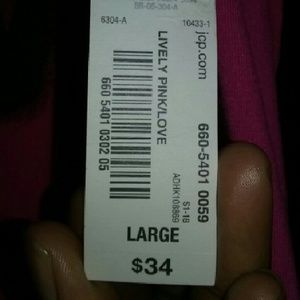 6304-A
10433-1
jcp.com
LIVELY PINK/LOVE
660 5401 0302 05
660-5401 0059
S1-18
LARGE
$34